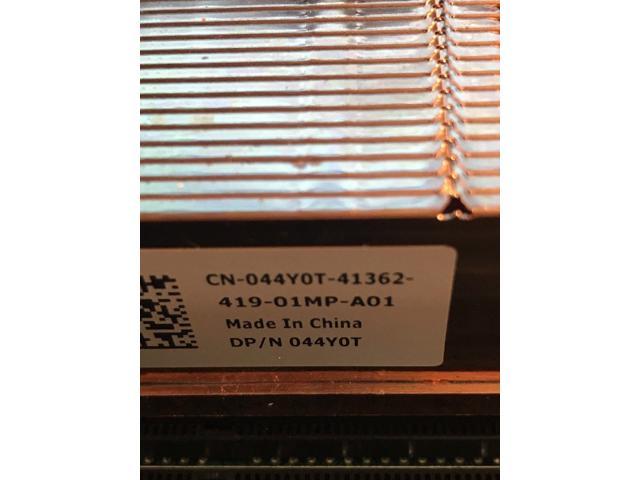 CN-044Y0T-41362-
419-01MP-A01
Made In China
DP/N 044Y0T